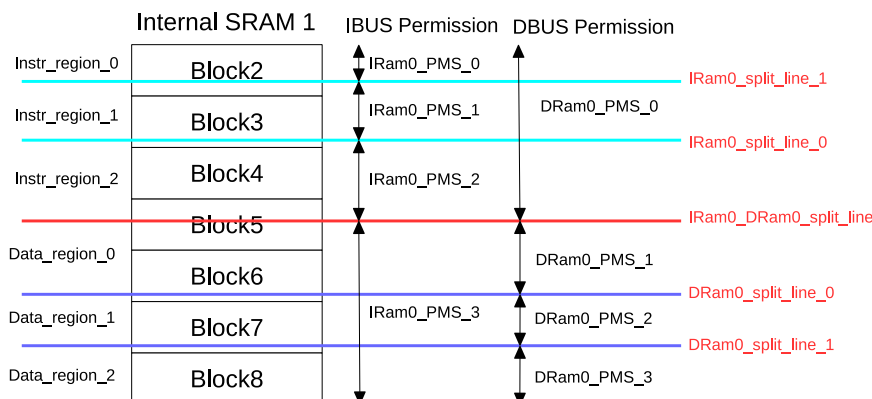 Internal SRAM 1
IBUS Permission
DBUS Permission
Instr_region_0
Block2
IRam0_PMS_0
IRam0_split_line_1
Instr_region_1
Block3
IRam0_PMS_1
DRam0_PMS_0
IRam0_split_line_0
Instr_region_2
Block4
IRam0_PMS_2
Block5
IRam0_DRam0_split_line
Data_region_0
Block6
DRam0_PMS_1
DRam0_split_line_0
Data_region_1
Block7
IRam0_PMS_3
DRam0_PMS_2
DRam0_split_line_1
Data_region_2
Block8
DRam0_PMS_3